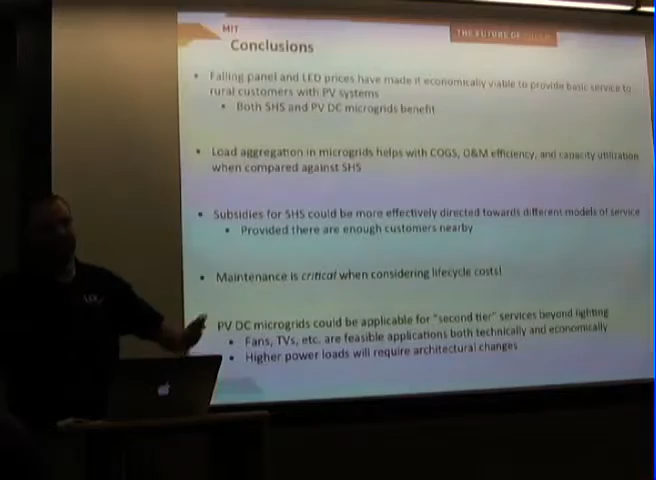 MIT
THE FUTURE OF
Conclusions
• Falling panel and LED prices have made it economically viable to provide basic service to
rural customers with PV systems
• Both SHS and PV DC microgrids benefit
• Load aggregation in microgrids helps with COGS, O&M efficiency, and capacity utilization
when compared against SHS
• Subsidies for SHS could be more effectively directed towards different models of service
• Provided there are enough customers nearby
• Maintenance is critical when considering lifecycle costs!
PV DC microgrids could be applicable for "second tier" services beyond lighting
• Fans, TVs, etc. are feasible applications both technically and economically
• Higher power loads will require architectural changes